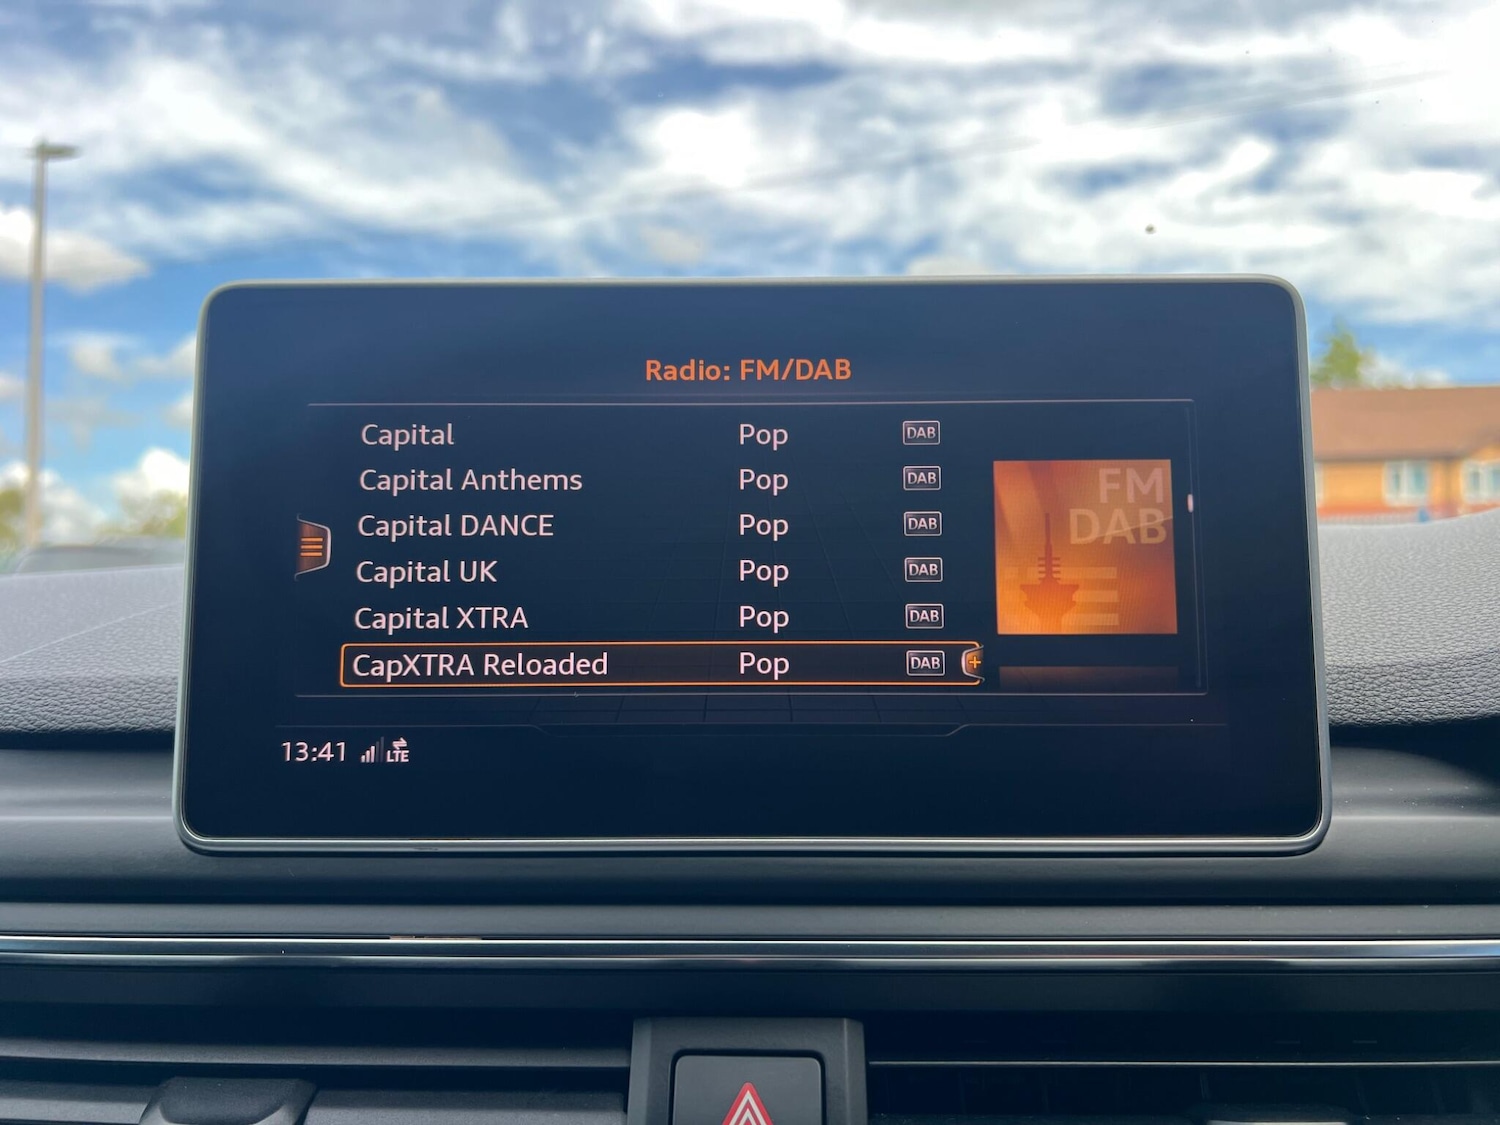 Radio: FM/DAB
Capital Pop DAB
Capital Anthems Pop DAB
Capital DANCE Pop DAB
Capital UK Pop DAB
Capital XTRA Pop DAB
CapXTRA Reloaded Pop DAB
FM
DAB
13:41 LTE